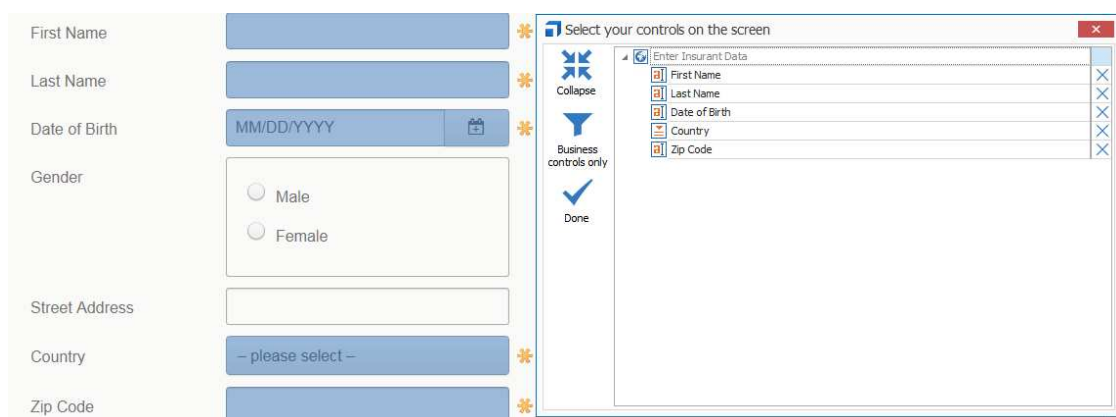 First Name
Last Name
Date of Birth
MM/DD/YYYY
Gender
Male
Female
Street Address
Country
– please select –
Zip Code
Select your controls on the screen
Collapse
Business
controls only
Done
Enter Insurant Data
First Name
Last Name
Date of Birth
Country
Zip Code